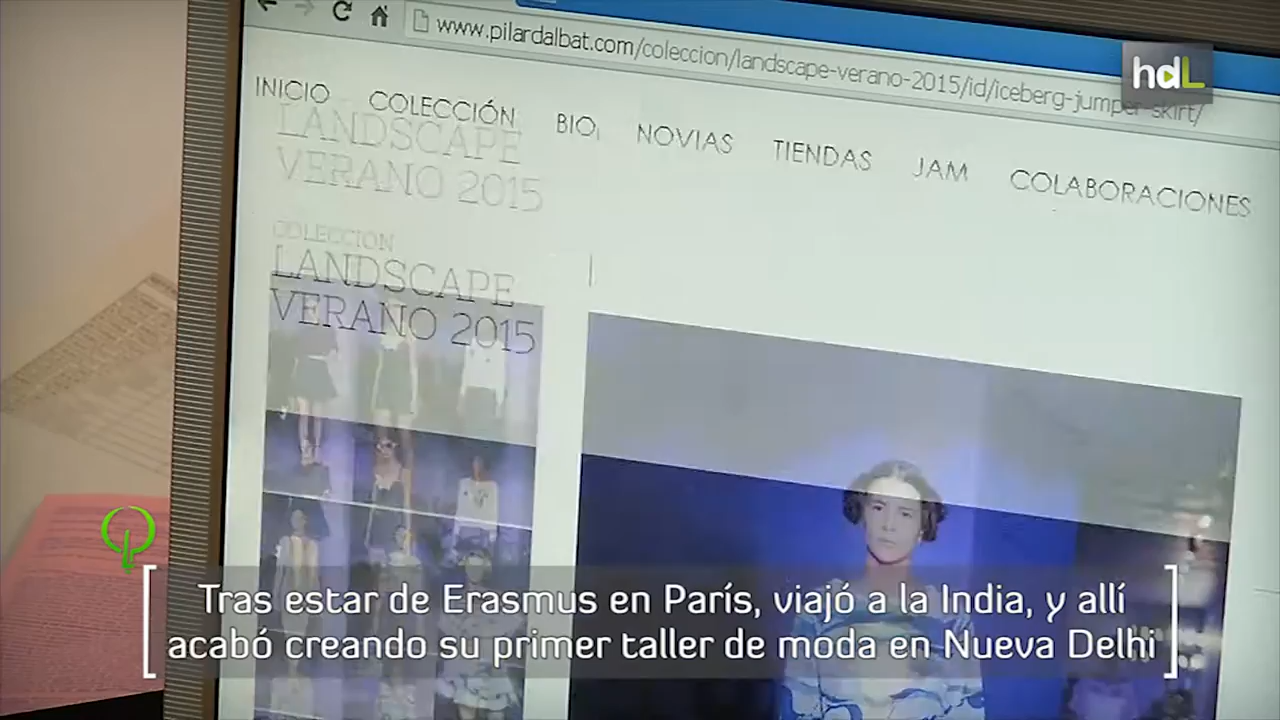 www.pilardalbat.com/coleccion/landscape-verano-2015/id/iceberg-jumper-skirt/
hdL
INICIO COLECCIÓN BIO NOVIAS TIENDAS JAM COLABORACIONES
LANDSCAPE
VERANO 2015
COLECCIÓN
LANDSCAPE
VERANO 2015
Tras estar de Erasmus en París, viajó a la India, y allí
acabó creando su primer taller de moda en Nueva Delhi